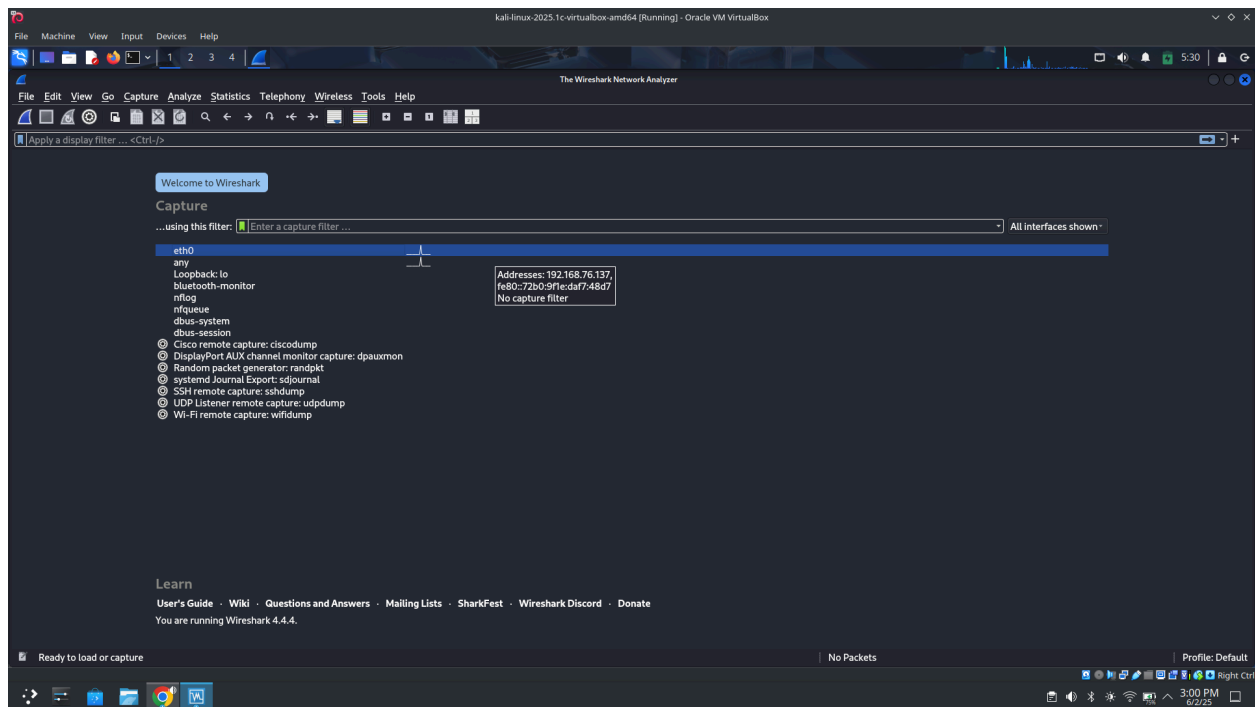 kali-linux-2025.1c-virtualbox-amd64 [Running] - Oracle VM VirtualBox
File Machine View Input Devices Help
1 2 3 4
5:30
The Wireshark Network Analyzer
File Edit View Go Capture Analyze Statistics Telephony Wireless Tools Help
Apply a display filter ... <Ctrl-/>
Welcome to Wireshark
Capture
...using this filter: Enter a capture filter ... All interfaces shown
eth0
any
Loopback: lo
Addresses: 192.168.76.137,
bluetooth-monitor
fe80::72b0:9f1e:daf7:48d7
nflog
No capture filter
nfqueue
dbus-system
dbus-session
Cisco remote capture: ciscodump
DisplayPort AUX channel monitor capture: dpauxmon
Random packet generator: randpkt
systemd Journal Export: sdjournal
SSH remote capture: sshdump
UDP Listener remote capture: udpdump
Wi-Fi remote capture: wifidump
Learn
User's Guide · Wiki · Questions and Answers · Mailing Lists · SharkFest · Wireshark Discord · Donate
You are running Wireshark 4.4.4.
Ready to load or capture No Packets Profile: Default
Right Ctrl
75%
3:00 PM
6/2/25